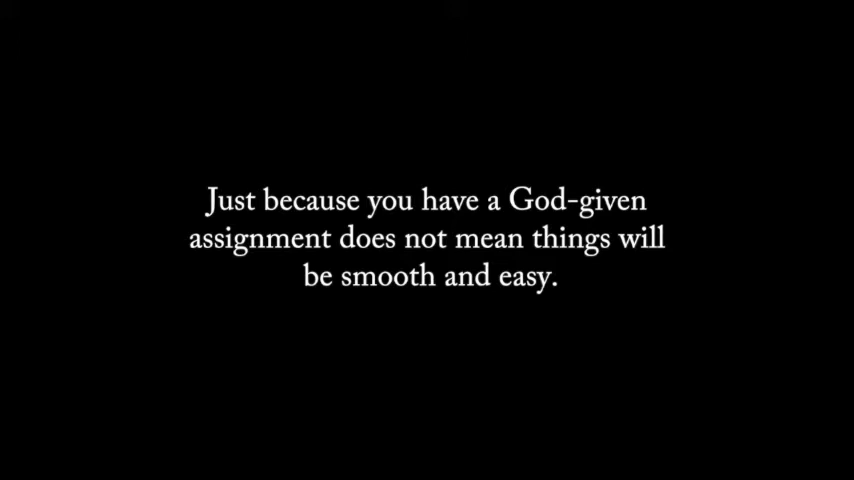 Just because you have a God-given
assignment does not mean things will
be smooth and easy.